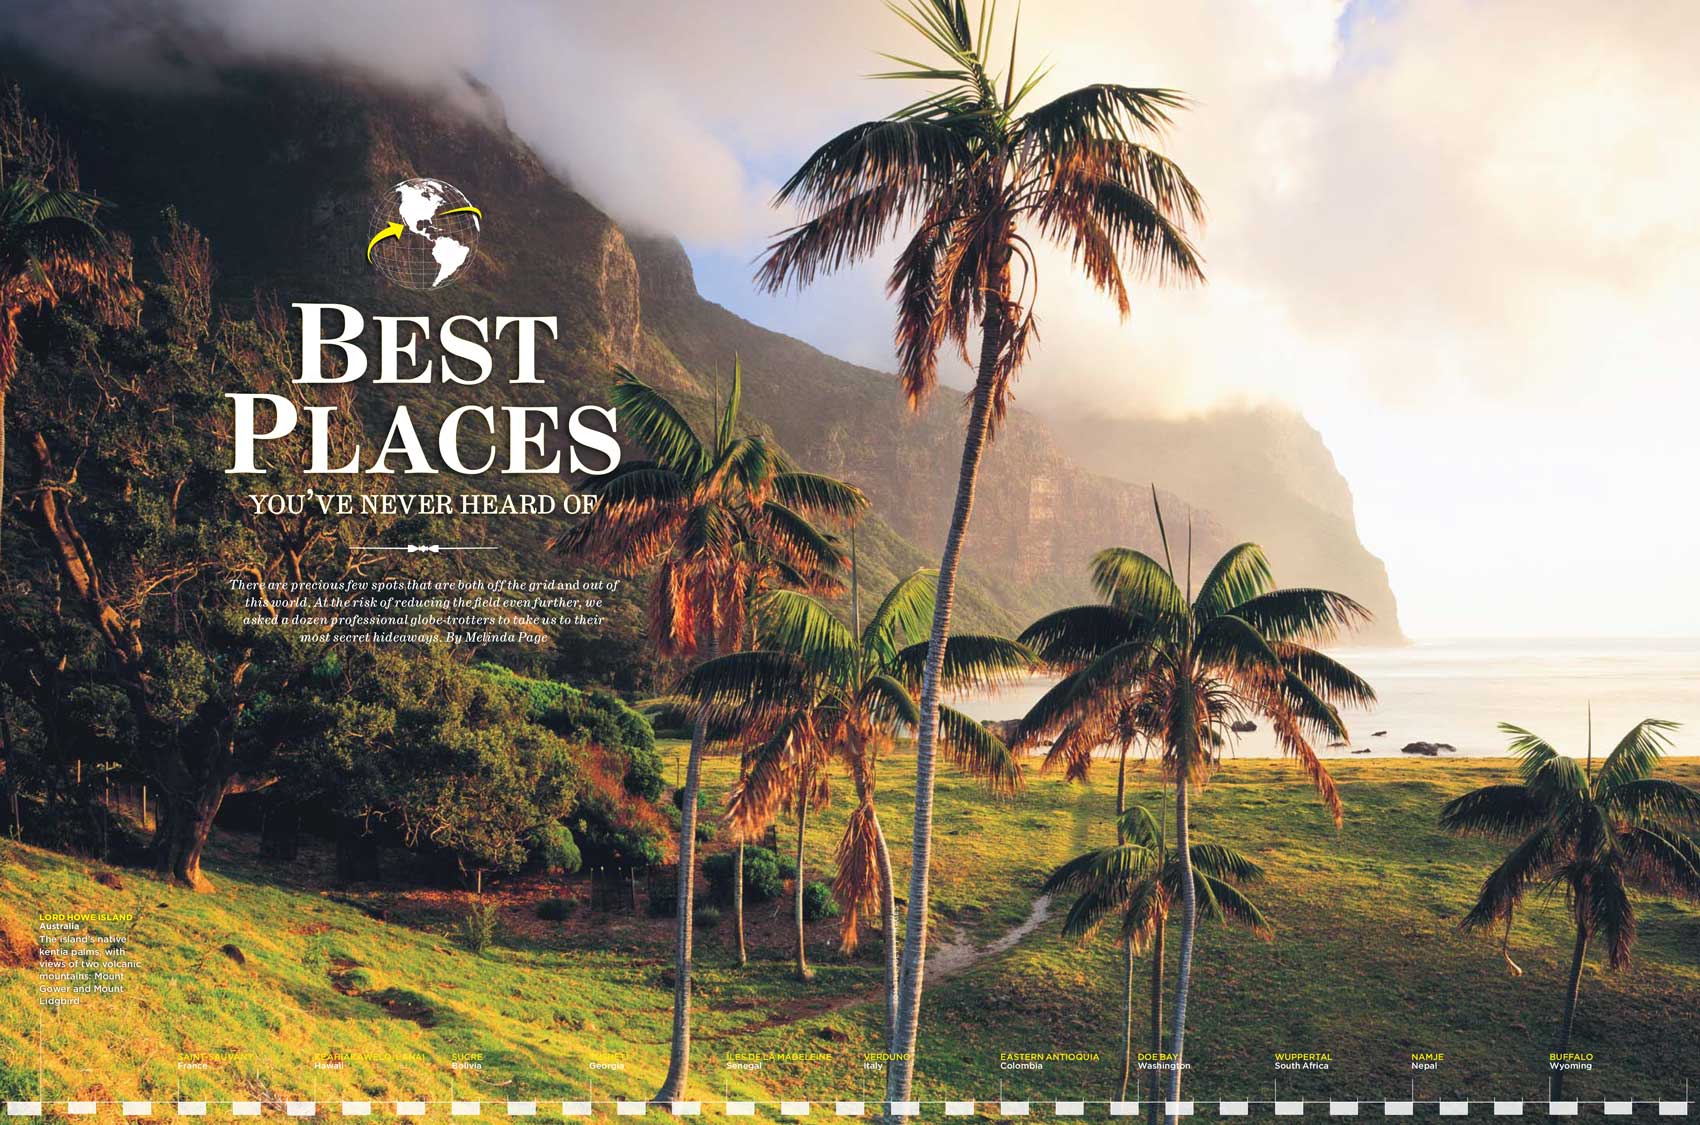 BEST
PLACES
YOU'VE NEVER HEARD OF
There are precious few spots that are both off the grid and out of
this world. At the risk of reducing the field even further, we
asked a dozen professional globe-trotters to take us to their
most secret hideaways. By Melinda Page
LORD HOWE ISLAND
Australia
The island's native
kentia palms, with
views of two volcanic
mountains: Mount
Gower and Mount
Lidgbird
SAINT-SAUVANT
France
KEAHIAKAWELO, LANAI
Hawaii
SUCRE
Bolivia
Georgia
ÎLES DE LA MADELEINE
Senegal
VERDUNO
Italy
EASTERN ANTIOQUIA
Colombia
DOE BAY
Washington
WUPPERTAL
South Africa
NAMJE
Nepal
BUFFALO
Wyoming